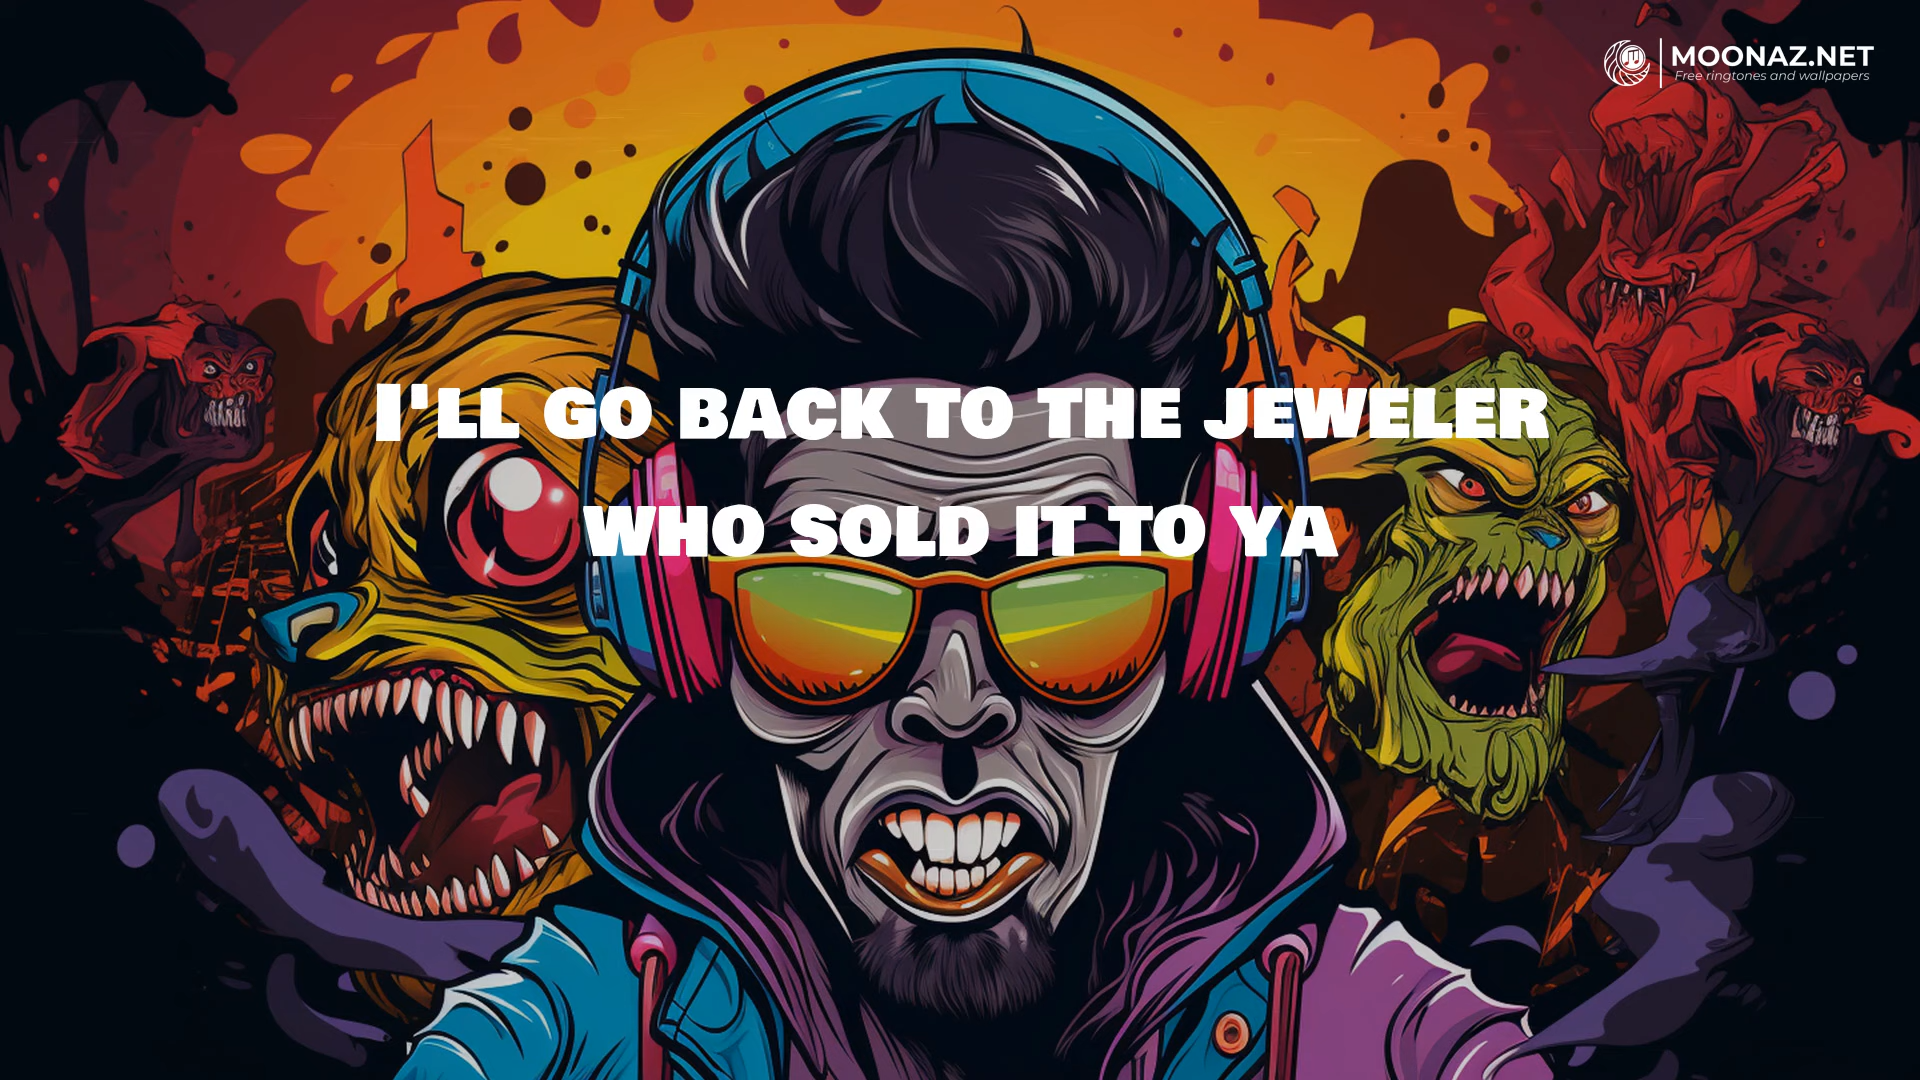 MOONAZ.NET
Free ringtones and wallpapers
I'LL GO BACK TO THE JEWELER
WHO SOLD IT TO YA